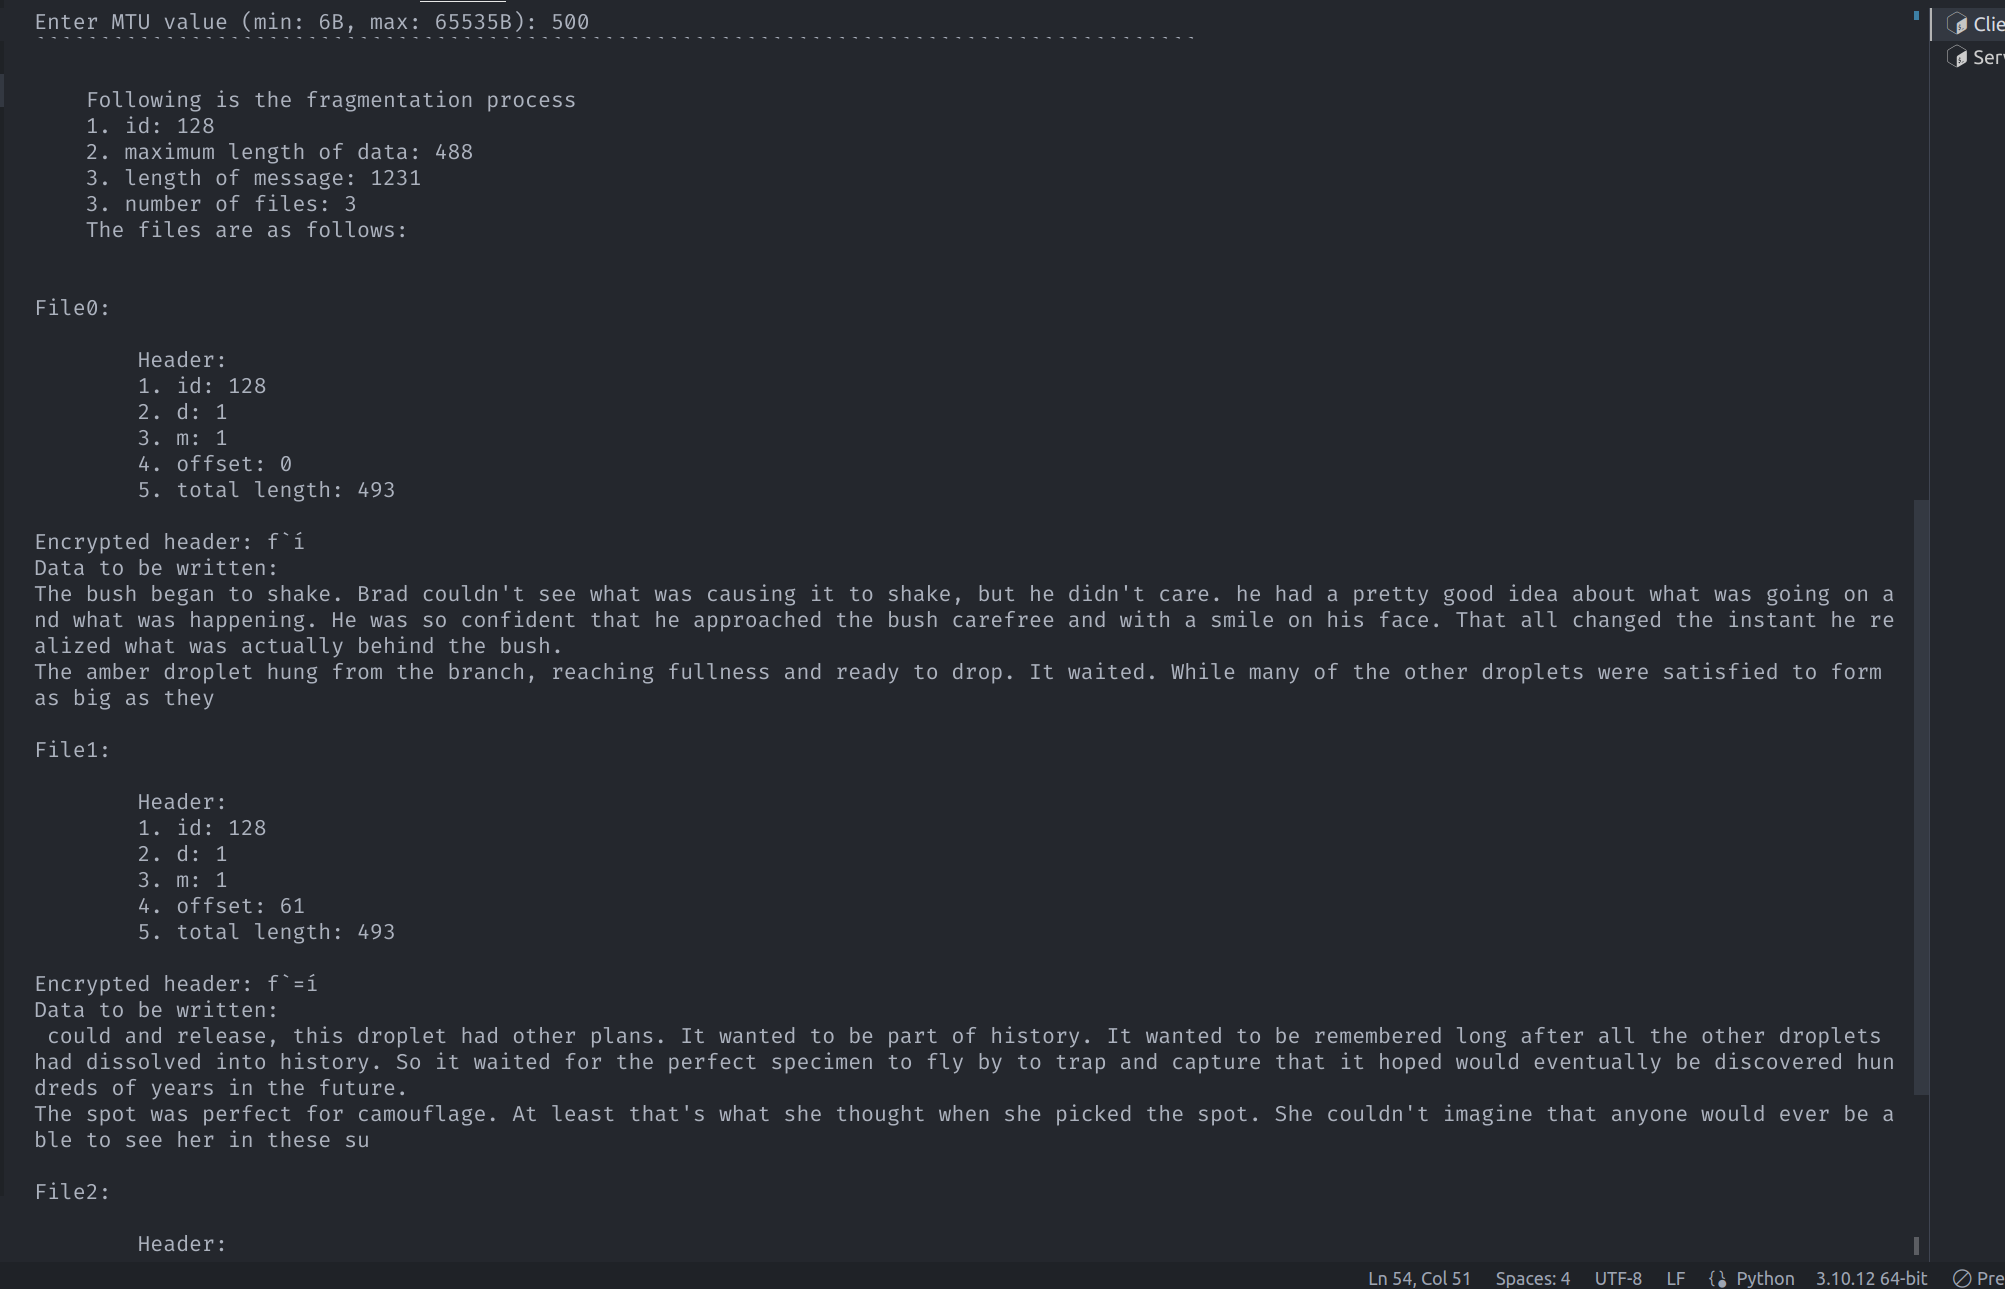 Enter MTU value (min: 6B, max: 65535B): 500
Following is the fragmentation process
1. id: 128
2. maximum length of data: 488
3. length of message: 1231
3. number of files: 3
The files are as follows:
File0:
Header:
1. id: 128
2. d: 1
3. m: 1
4. offset: 0
5. total length: 493
Encrypted header: f`í
Data to be written:
The bush began to shake. Brad couldn't see what was causing it to shake, but he didn't care. he had a pretty good idea about what was going on a
nd what was happening. He was so confident that he approached the bush carefree and with a smile on his face. That all changed the instant he re
alized what was actually behind the bush.
The amber droplet hung from the branch, reaching fullness and ready to drop. It waited. While many of the other droplets were satisfied to form
as big as they
File1:
Header:
1. id: 128
2. d: 1
3. m: 1
4. offset: 61
5. total length: 493
Encrypted header: f`=í
Data to be written:
could and release, this droplet had other plans. It wanted to be part of history. It wanted to be remembered long after all the other droplets
had dissolved into history. So it waited for the perfect specimen to fly by to trap and capture that it hoped would eventually be discovered hun
dreds of years in the future.
The spot was perfect for camouflage. At least that's what she thought when she picked the spot. She couldn't imagine that anyone would ever be a
ble to see her in these su
File2:
Header:
Clie
Serv
Ln 54, Col 51 Spaces: 4 UTF-8 LF Python 3.10.12 64-bit Pre